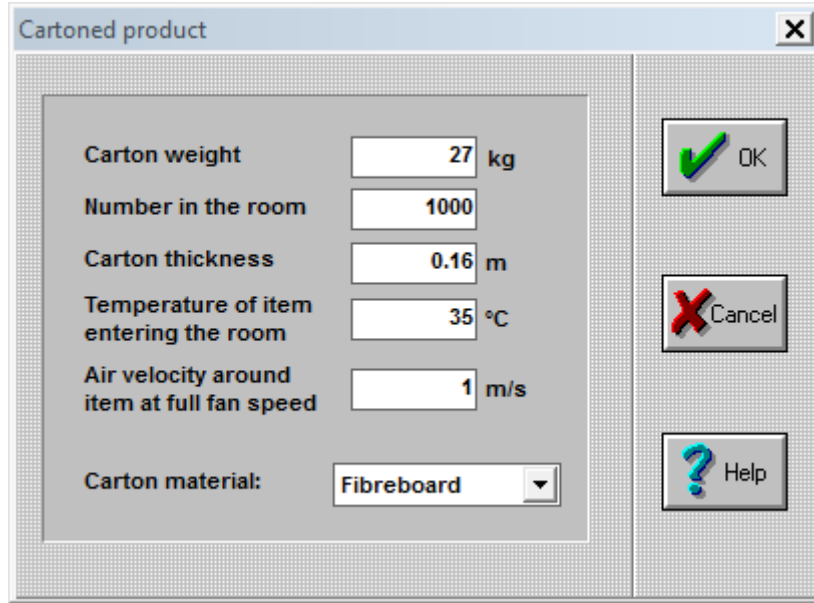 Cartoned product
Carton weight 27 kg
Number in the room 1000
Carton thickness 0.16 m
Temperature of item
entering the room 35 °C
Air velocity around
item at full fan speed 1 m/s
Carton material: Fibreboard
OK
Cancel
Help